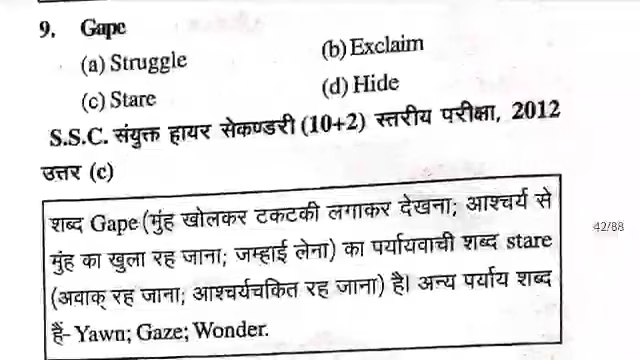 9. Gape
(a) Struggle (b) Exclaim
(c) Stare (d) Hide
S.S.C. संयुक्त हायर सेकण्डरी (10+2) स्तरीय परीक्षा, 2012
उत्तर (c)
शब्द Gape (मुंह खोलकर टकटकी लगाकर देखना; आश्चर्य से
मुंह का खुला रह जाना; जम्हाई लेना) का पर्यायवाची शब्द stare
(अवाक् रह जाना; आश्चर्यचकित रह जाना) है। अन्य पर्याय शब्द
हैं- Yawn; Gaze; Wonder.
42/88